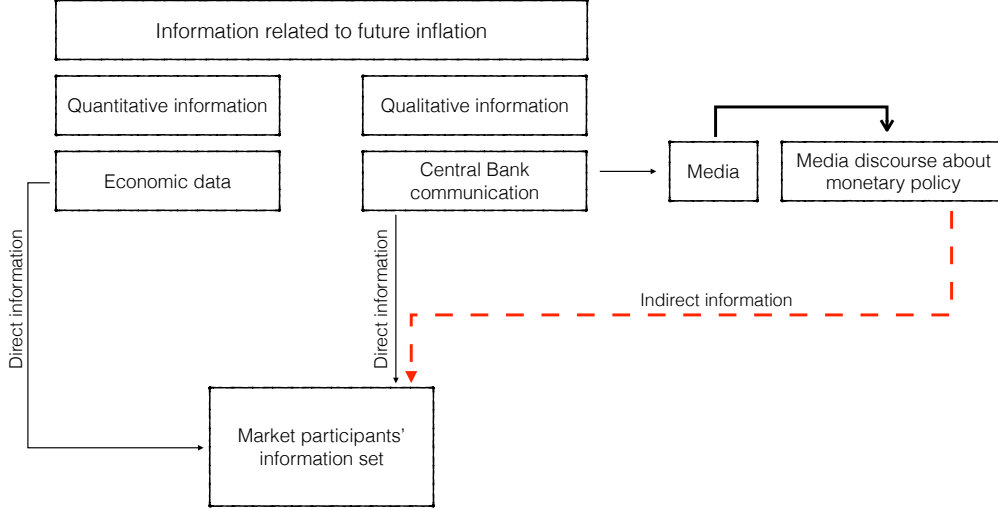 Information related to future inflation
Quantitative information
Qualitative information
Economic data
Central Bank
communication
Media
Media discourse about
monetary policy
Direct information
Direct information
Indirect information
Market participants'
information set